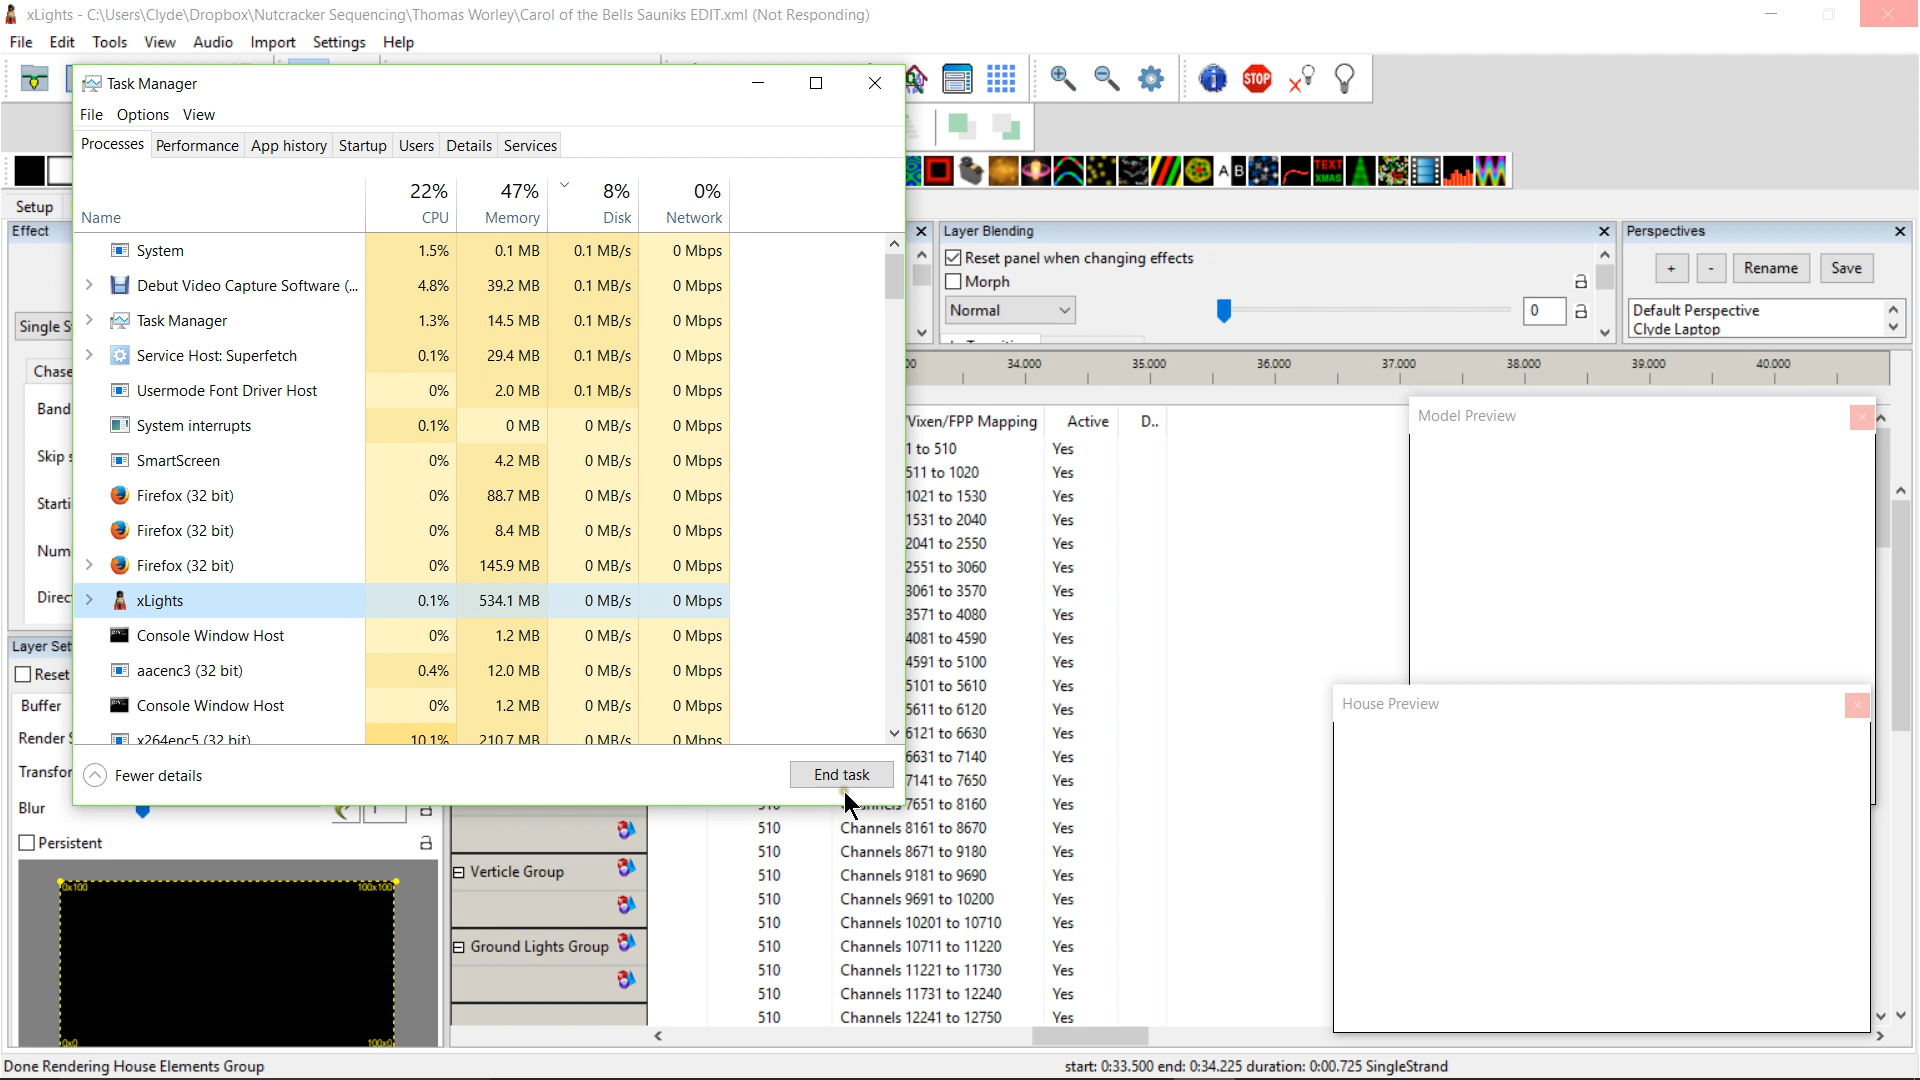 xLights - C:\Users\Clyde\Dropbox\Nutcracker Sequencing\Thomas Worley\Carol of the Bells Sauniks EDIT.xml (Not Responding)
File Edit Tools View Audio Import Settings Help
Task Manager
File Options View
Processes Performance App history Startup Users Details Services
22% 47% 8% 0%
Name CPU Memory Disk Network
System 1.5% 0.1 MB 0.1 MB/s 0 Mbps
Debut Video Capture Software (... 4.8% 39.2 MB 0.1 MB/s 0 Mbps
Task Manager 1.3% 14.5 MB 0.1 MB/s 0 Mbps
Service Host: Superfetch 0.1% 29.4 MB 0.1 MB/s 0 Mbps
Usermode Font Driver Host 0% 2.0 MB 0.1 MB/s 0 Mbps
System interrupts 0.1% 0 MB 0 MB/s 0 Mbps
SmartScreen 0% 4.2 MB 0 MB/s 0 Mbps
Firefox (32 bit) 0% 88.7 MB 0 MB/s 0 Mbps
Firefox (32 bit) 0% 8.4 MB 0 MB/s 0 Mbps
Firefox (32 bit) 0% 145.9 MB 0 MB/s 0 Mbps
xLights 0.1% 534.1 MB 0 MB/s 0 Mbps
Console Window Host 0% 1.2 MB 0 MB/s 0 Mbps
aacenc3 (32 bit) 0.4% 12.0 MB 0 MB/s 0 Mbps
Console Window Host 0% 1.2 MB 0 MB/s 0 Mbps
x264enc5 (32 bit) 10.1% 210.7 MB 0 MB/s 0 Mbps
Fewer details End task
STOP
A B
TEXT XMAS
Setup
Effect
Single S
Chase
Band
Skip s
Starti
Num
Direc
Layer Set
Reset
Buffer
Render S
Transfor
Blur 1
Persistent
0x100 100x100
0x0 100x0
Layer Blending
Reset panel when changing effects
Morph
Normal 0
Perspectives
+ - Rename Save
Default Perspective
Clyde Laptop
34.000 35.000 36.000 37.000 38.000 39.000 40.000
/Vixen/FPP Mapping Active D..
1 to 510 Yes
511 to 1020 Yes
1021 to 1530 Yes
1531 to 2040 Yes
2041 to 2550 Yes
2551 to 3060 Yes
3061 to 3570 Yes
3571 to 4080 Yes
4081 to 4590 Yes
4591 to 5100 Yes
5101 to 5610 Yes
5611 to 6120 Yes
6121 to 6630 Yes
6631 to 7140 Yes
7141 to 7650 Yes
510 7651 to 8160 Yes
510 Channels 8161 to 8670 Yes
510 Channels 8671 to 9180 Yes
510 Channels 9181 to 9690 Yes
510 Channels 9691 to 10200 Yes
510 Channels 10201 to 10710 Yes
510 Channels 10711 to 11220 Yes
510 Channels 11221 to 11730 Yes
510 Channels 11731 to 12240 Yes
510 Channels 12241 to 12750 Yes
Verticle Group
Ground Lights Group
Model Preview
House Preview
Done Rendering House Elements Group
start: 0:33.500 end: 0:34.225 duration: 0:00.725 SingleStrand